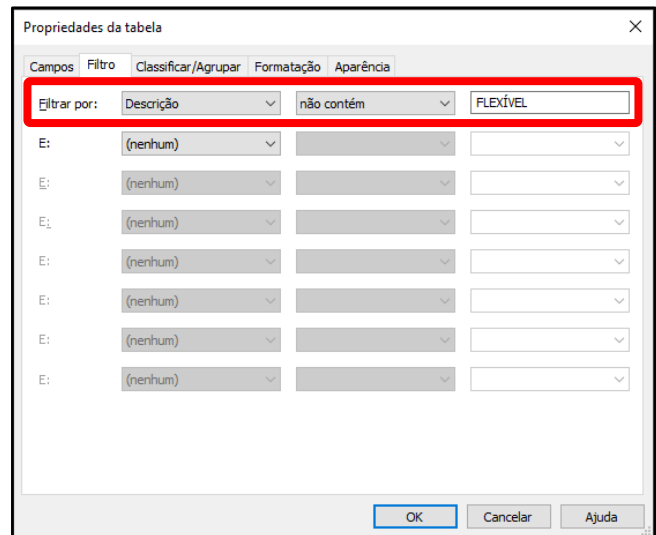 Propriedades da tabela
Campos Filtro Classificar/Agrupar Formatação Aparência
Filtrar por: Descrição não contém FLEXÍVEL
E: (nenhum)
E: (nenhum)
E: (nenhum)
E: (nenhum)
E: (nenhum)
E: (nenhum)
E: (nenhum)
OK Cancelar Ajuda